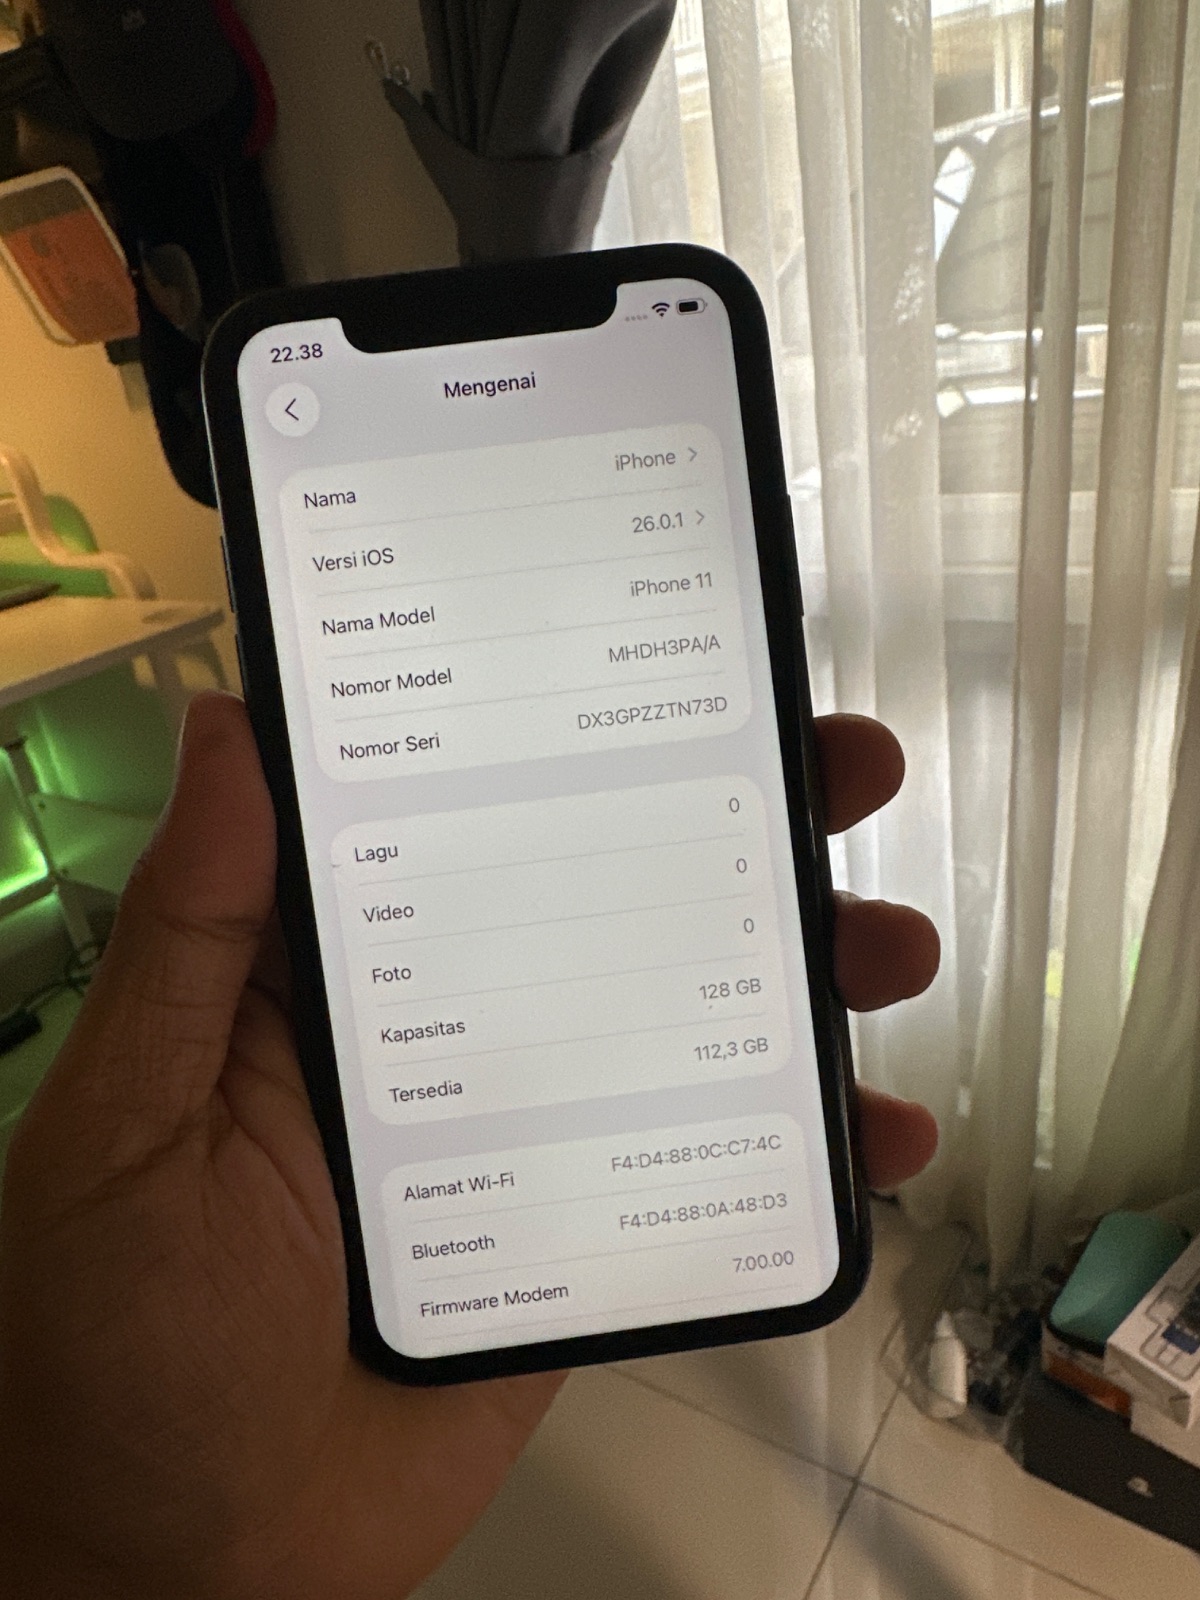 22.38
Mengenai
Nama iPhone
Versi iOS 26.0.1
Nama Model iPhone 11
Nomor Model MHDH3PA/A
Nomor Seri DX3GPZZTN73D
Lagu 0
Video 0
Foto 0
Kapasitas 128 GB
Tersedia 112,3 GB
Alamat Wi-Fi F4:D4:88:0C:C7:4C
Bluetooth F4:D4:88:0A:48:D3
Firmware Modem 7.00.00